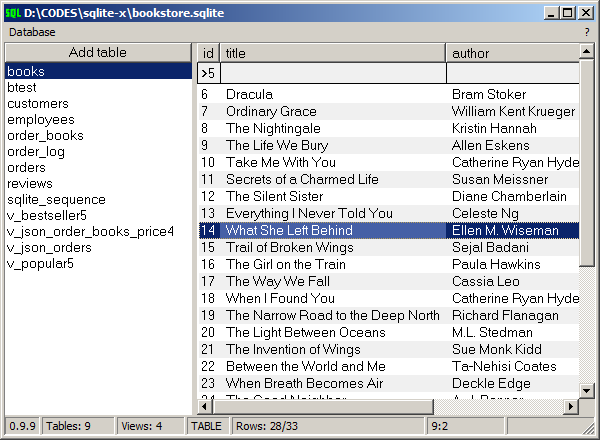 SQL D:\CODES\sqlite-x\bookstore.sqlite
Database ?
Add table
books
btest
customers
employees
order_books
order_log
orders
reviews
sqlite_sequence
v_bestseller5
v_json_order_books_price4
v_json_orders
v_popular5
id title author
>5
6 Dracula Bram Stoker
7 Ordinary Grace William Kent Krueger
8 The Nightingale Kristin Hannah
9 The Life We Bury Allen Eskens
10 Take Me With You Catherine Ryan Hyde
11 Secrets of a Charmed Life Susan Meissner
12 The Silent Sister Diane Chamberlain
13 Everything I Never Told You Celeste Ng
14 What She Left Behind Ellen M. Wiseman
15 Trail of Broken Wings Sejal Badani
16 The Girl on the Train Paula Hawkins
17 The Way We Fall Cassia Leo
18 When I Found You Catherine Ryan Hyde
19 The Narrow Road to the Deep North Richard Flanagan
20 The Light Between Oceans M.L. Stedman
21 The Invention of Wings Sue Monk Kidd
22 Between the World and Me Ta-Nehisi Coates
23 When Breath Becomes Air Deckle Edge
0.9.9 Tables: 9 Views: 4 TABLE Rows: 28/33 9:2